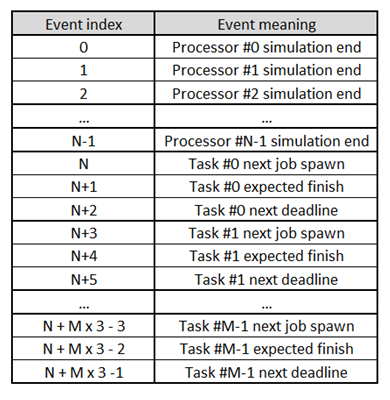 Event index Event meaning
0 Processor #0 simulation end
1 Processor #1 simulation end
2 Processor #2 simulation end
... ...
N-1 Processor #N-1 simulation end
N Task #0 next job spawn
N+1 Task #0 expected finish
N+2 Task #0 next deadline
N+3 Task #1 next job spawn
N+4 Task #1 expected finish
N+5 Task #1 next deadline
... ...
N + M x 3 - 3 Task #M-1 next job spawn
N + M x 3 - 2 Task #M-1 expected finish
N + M x 3 -1 Task #M-1 next deadline